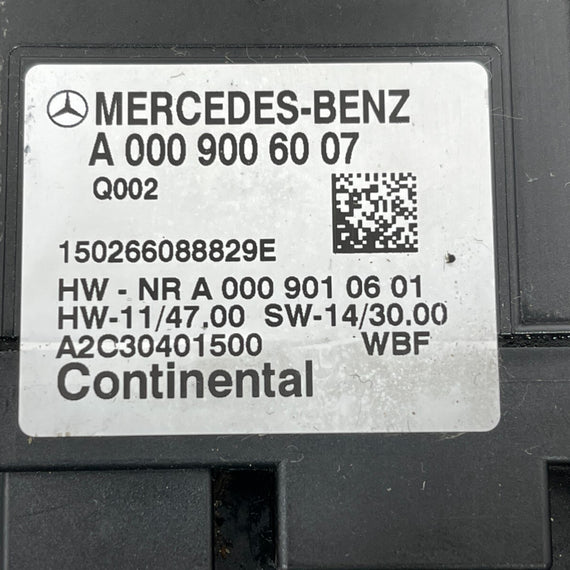 MERCEDES-BENZ
A 000 900 60 07
Q002
150266088829E
HW - NR A 000 901 06 01
HW-11/47.00 SW-14/30.00
A2C30401500 WBF
Continental